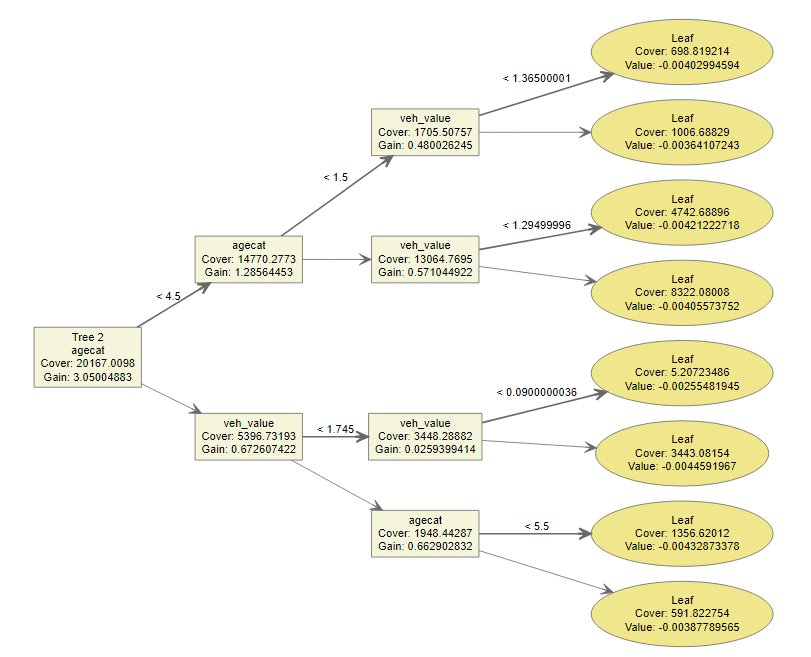 Leaf
Cover: 698.819214
Value: -0.00402994594
< 1.36500001
veh_value
Cover: 1705.50757
Gain: 0.480026245
Leaf
Cover: 1006.68829
Value: -0.00364107243
< 1.5
Leaf
Cover: 4742.68896
Value: -0.00421222718
< 1.29499996
agecat
Cover: 14770.2773
Gain: 1.28564453
veh_value
Cover: 13064.7695
Gain: 0.571044922
Leaf
Cover: 8322.08008
Value: -0.00405573752
< 4.5
Tree 2
agecat
Cover: 20167.0098
Gain: 3.05004883
Leaf
Cover: 5.20723486
Value: -0.00255481945
< 0.0900000036
veh_value
Cover: 5396.73193
Gain: 0.672607422
< 1.745
veh_value
Cover: 3448.28882
Gain: 0.0259399414
Leaf
Cover: 3443.08154
Value: -0.0044591967
agecat
Cover: 1948.44287
Gain: 0.662902832
< 5.5
Leaf
Cover: 1356.62012
Value: -0.00432873378
Leaf
Cover: 591.822754
Value: -0.00387789565